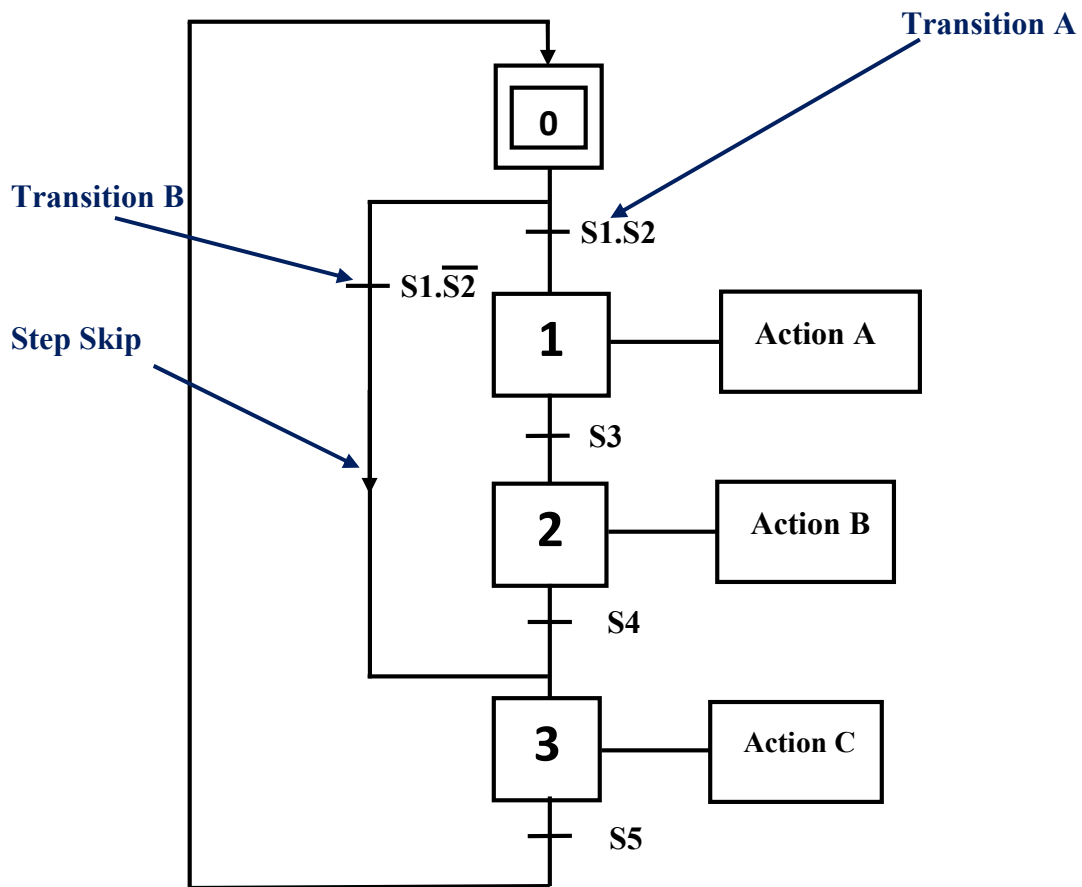 Transition A
0
Transition B
S1.S2
S1.S̅2̅
Step Skip
1
Action A
S3
2
Action B
S4
3
Action C
S5